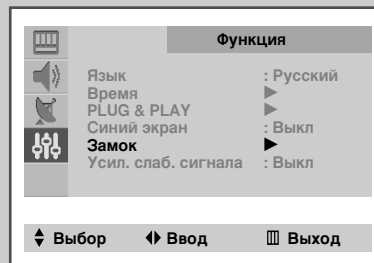 Функция
Язык : Русский
Время ▶
PLUG & PLAY ▶
Синий экран : Выкл
Замок ▶
Усил. слаб. сигнала : Выкл
Выбор Ввод Выход